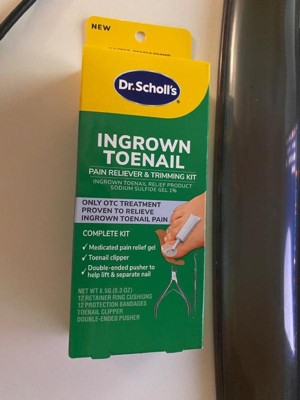 NEW
Dr. Scholl's
INGROWN
TOENAIL
PAIN RELIEVER & TRIMMING KIT
INGROWN TOENAIL RELIEF PRODUCT
SODIUM SULFIDE GEL 1%
ONLY OTC TREATMENT
PROVEN TO RELIEVE
INGROWN TOENAIL PAIN
COMPLETE KIT
✓ Medicated pain relief gel
✓ Toenail clipper
✓ Double-ended pusher to
help lift & separate nail
NET WT 8.5G (0.3 OZ)
12 RETAINER RING CUSHIONS
12 PROTECTION BANDAGES
TOENAIL CLIPPER
DOUBLE-ENDED PUSHER